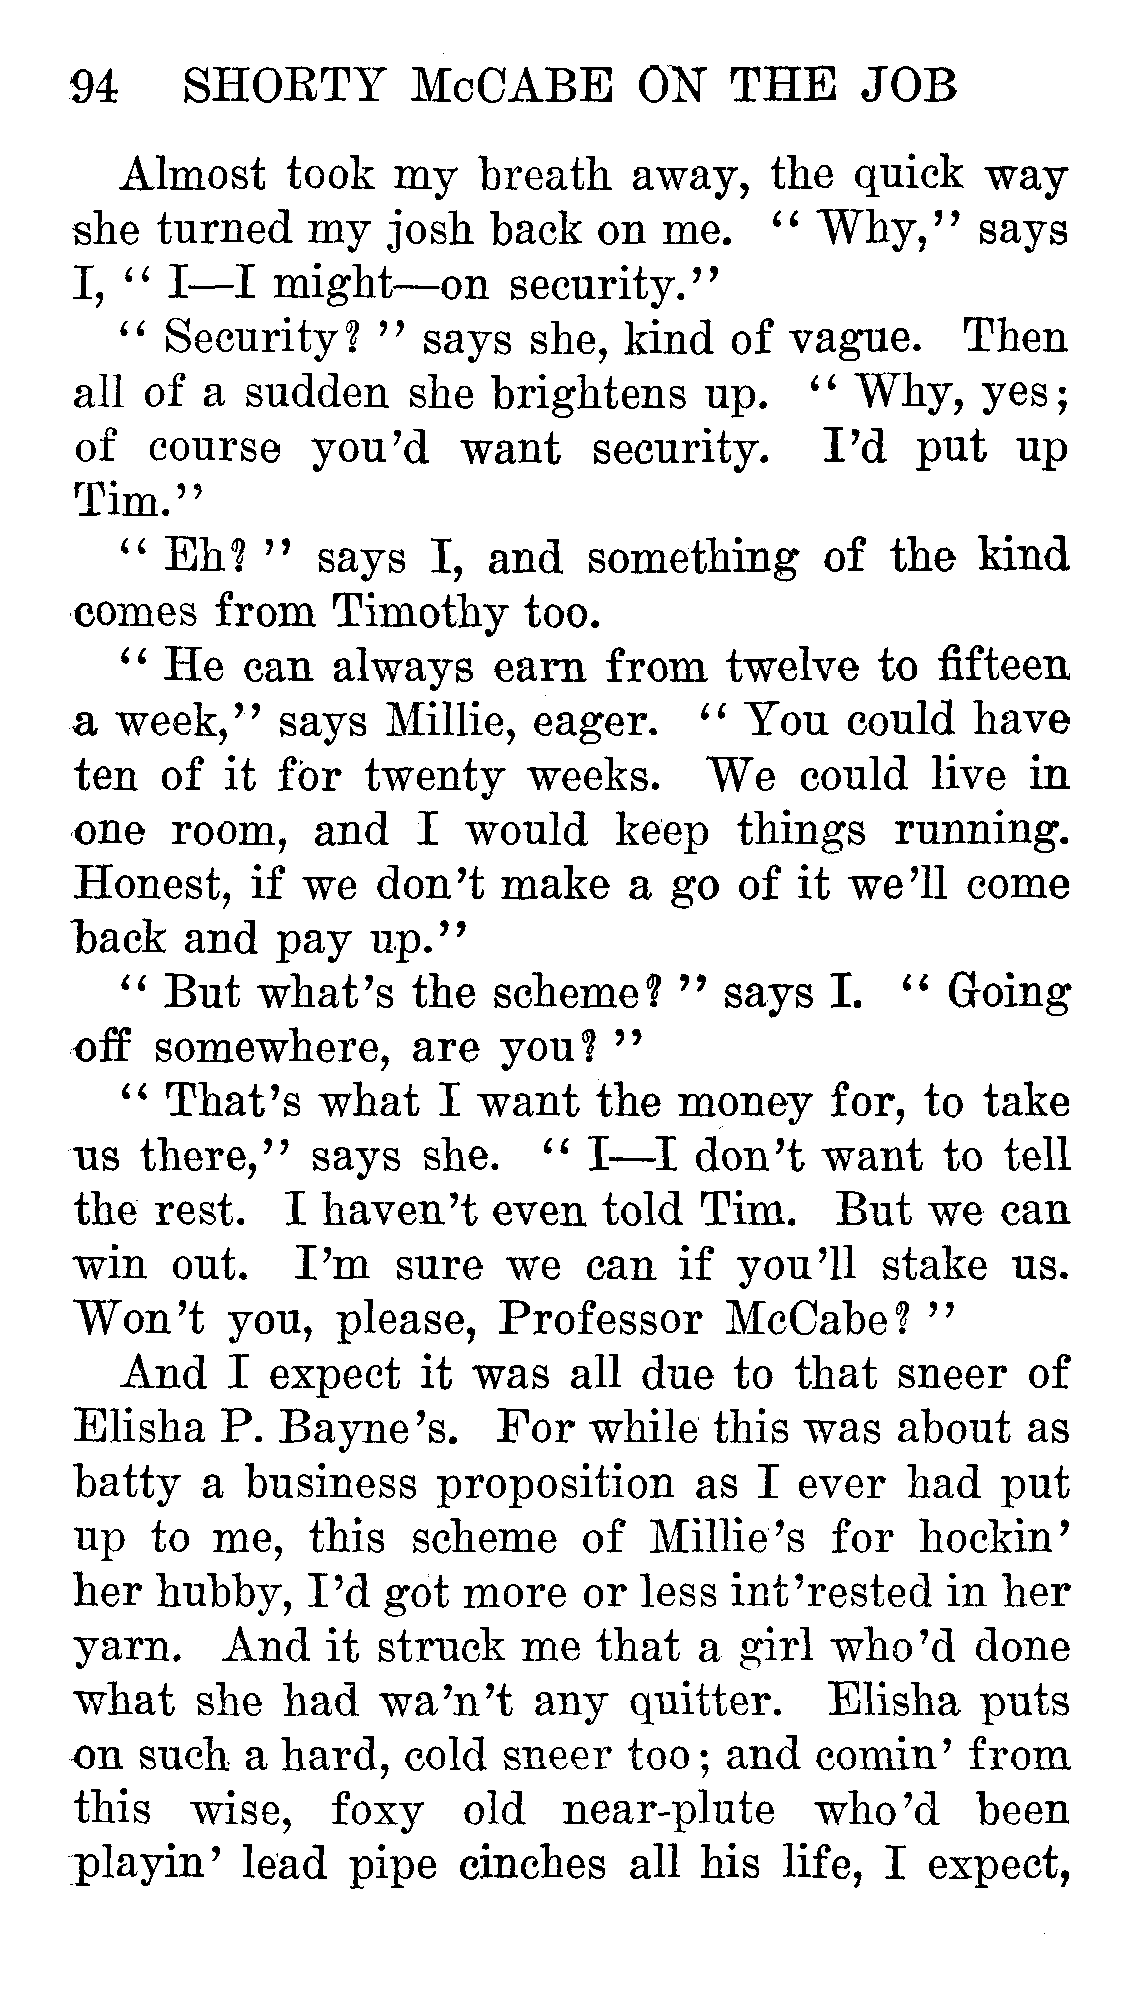 94 SHORTY McCABE ON THE JOB
Almost took my breath away, the quick way
she turned my josh back on me. “ Why,” says
I, “ I—I might—on security.”
“ Security? ” says she, kind of vague. Then
all of a sudden she brightens up. “ Why, yes;
of course you’d want security. I’d put up
Tim.”
“ Eh? ” says I, and something of the kind
comes from Timothy too.
“ He can always earn from twelve to fifteen
a week,” says Millie, eager. “ You could have
ten of it for twenty weeks. We could live in
one room, and I would keep things running.
Honest, if we don’t make a go of it we’ll come
back and pay up.”
“ But what’s the scheme? ” says I. “ Going
off somewhere, are you? ”
“ That’s what I want the money for, to take
us there,” says she. “ I—I don’t want to tell
the rest. I haven’t even told Tim. But we can
win out. I’m sure we can if you’ll stake us.
Won’t you, please, Professor McCabe? ”
And I expect it was all due to that sneer of
Elisha P. Bayne’s. For while this was about as
batty a business proposition as I ever had put
up to me, this scheme of Millie’s for hockin’
her hubby, I’d got more or less int’rested in her
yarn. And it struck me that a girl who’d done
what she had wa’n’t any quitter. Elisha puts
on such a hard, cold sneer too; and comin’ from
this wise, foxy old near-plute who’d been
playin’ lead pipe cinches all his life, I expect,